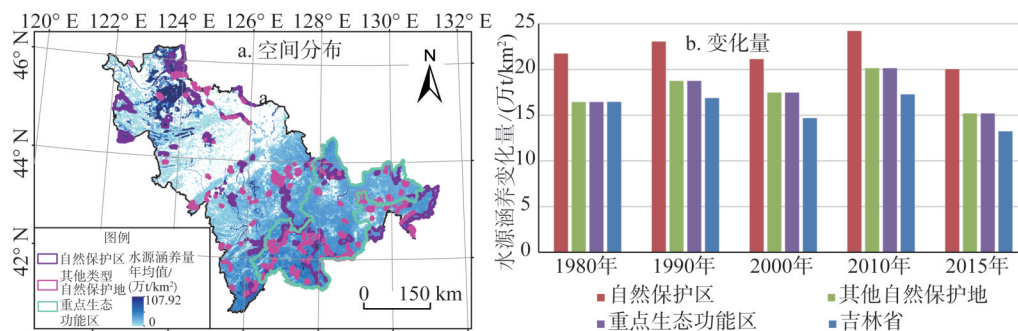 120° E 122° E 124° E 126° E 128° E 130° E 132° E
46° N
44° N
42° N
a. 空间分布
N
a
图例
自然保护区
其他类型
自然保护地
重点生态
功能区
水源涵养量
年均值/
(万t/km²)
107.92
0
0 150 km
b. 变化量
水源涵养变化量/(万t/km²)
25
20
15
10
5
0
1980年 1990年 2000年 2010年 2015年
自然保护区 其他自然保护地
重点生态功能区 吉林省